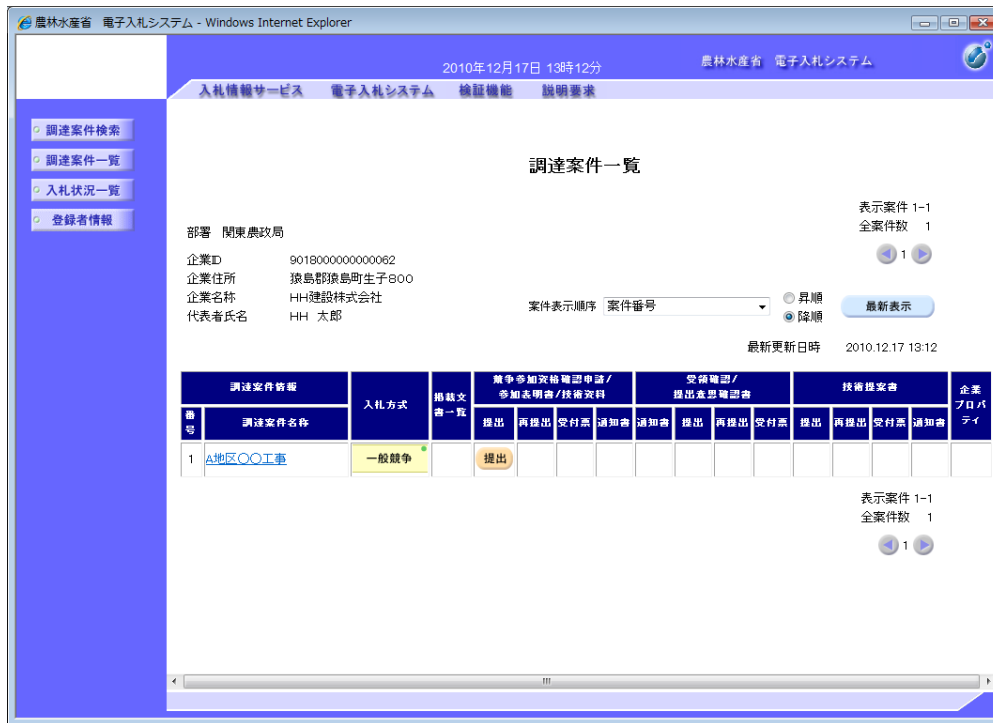 農林水産省　電子入札システム - Windows Internet Explorer
2010年12月17日 13時12分
農林水産省　電子入札システム
入札情報サービス　電子入札システム　検証機能　説明要求
調達案件検索
調達案件一覧
入札状況一覧
登録者情報
調達案件一覧
表示案件 1-1
全案件数 1
1
部署 関東農政局
企業ID 9018000000000062
企業住所 猿島郡猿島町生子800
企業名称 HH建設株式会社
代表者氏名 HH 太郎
案件表示順序 案件番号
昇順
降順
最新表示
最新更新日時 2010.12.17 13:12
調達案件情報
番号
調達案件名称
入札方式
掲載文書一覧
競争参加資格確認申請/
参加表明書/技術資料
提出 再提出 受付票 通知書
受領確認/
提出意思確認書
通知書 提出 再提出 受付票
技術提案書
提出 再提出 受付票 通知書
企業プロパティ
1 A地区○○工事 一般競争 提出
表示案件 1-1
全案件数 1
1